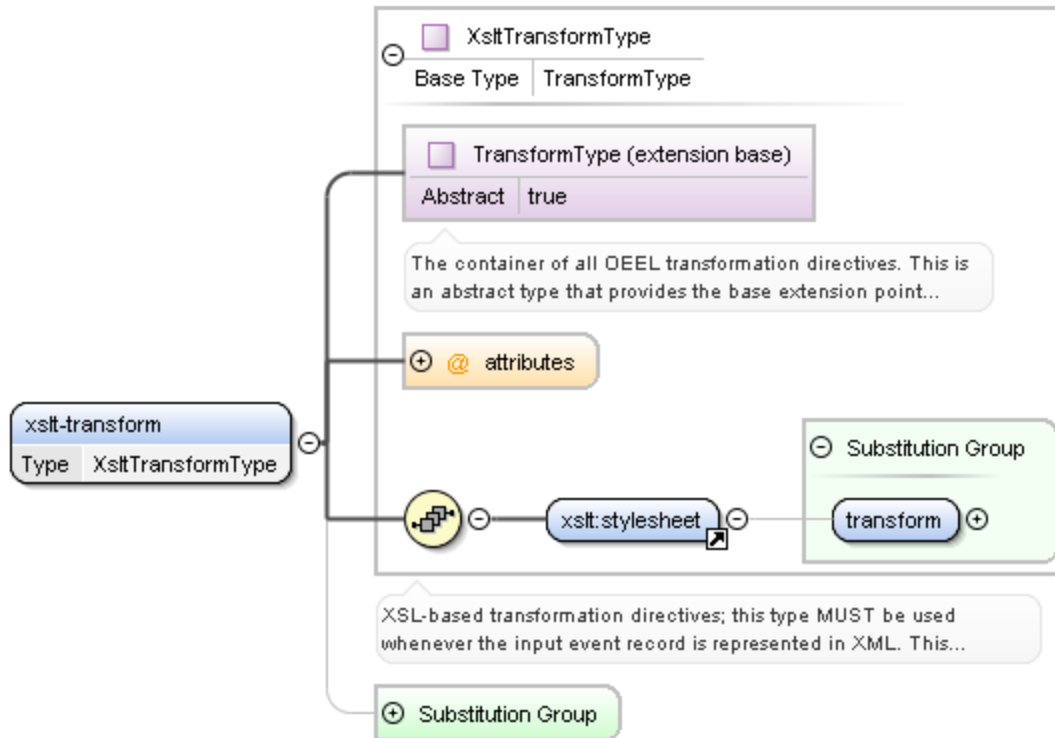 XsltTransformType
Base Type TransformType
TransformType (extension base)
Abstract true
The container of all OEEL transformation directives. This is
an abstract type that provides the base extension point...
@ attributes
xslt-transform
Type XsltTransformType
Substitution Group
xslt:stylesheet
transform
XSL-based transformation directives; this type MUST be used
whenever the input event record is represented in XML. This...
Substitution Group